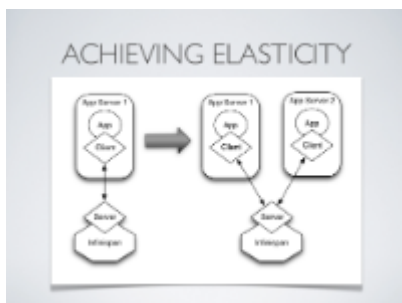 ACHIEVING ELASTICITY
App Server 1
App
Client
Server
Infinispan
App Server 1
App Server 2
App
App
Client
Client
Server
Infinispan